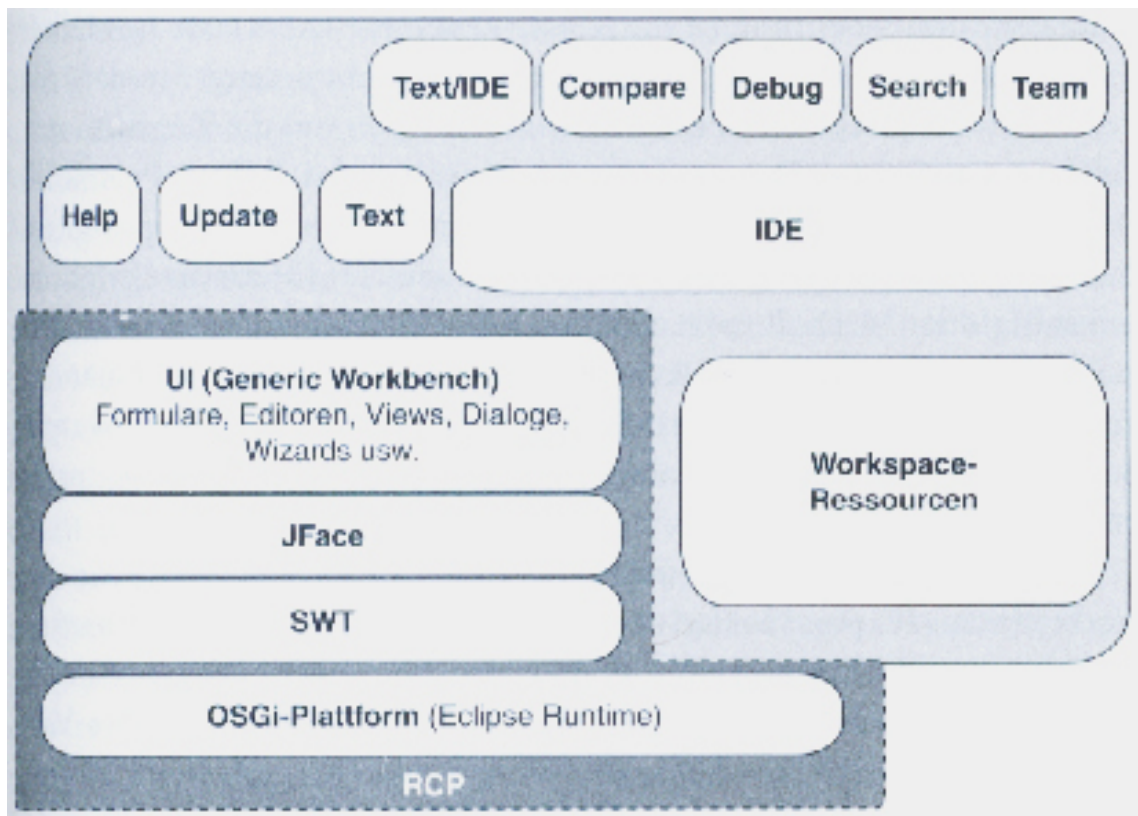 Text/IDE
Compare
Debug
Search
Team
Help
Update
Text
IDE
UI (Generic Workbench)
Formulare, Editoren, Views, Dialoge,
Wizards usw.
Workspace-
Ressourcen
JFace
SWT
OSGi-Plattform (Eclipse Runtime)
RCP